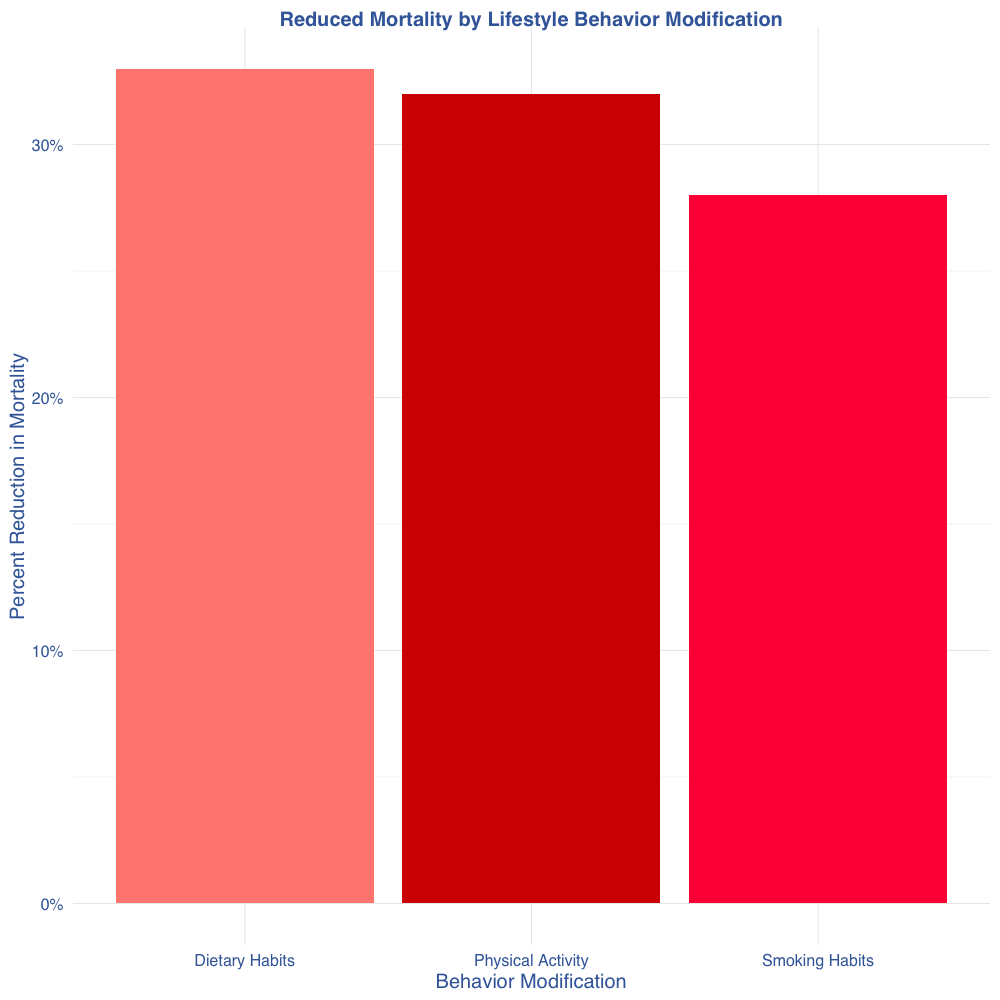 Reduced Mortality by Lifestyle Behavior Modification
Percent Reduction in Mortality
30%
20%
10%
0%
Dietary Habits
Physical Activity
Smoking Habits
Behavior Modification